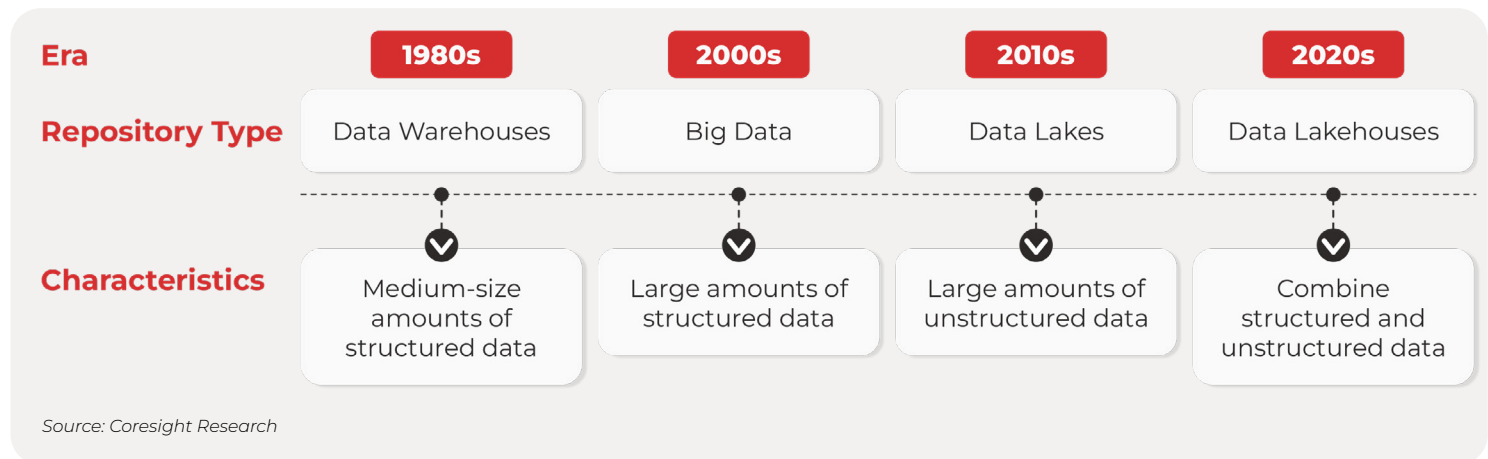 Era
1980s
2000s
2010s
2020s
Repository Type
Data Warehouses
Big Data
Data Lakes
Data Lakehouses
Characteristics
Medium-size
amounts of
structured data
Large amounts of
structured data
Large amounts of
unstructured data
Combine
structured and
unstructured data
Source: Coresight Research